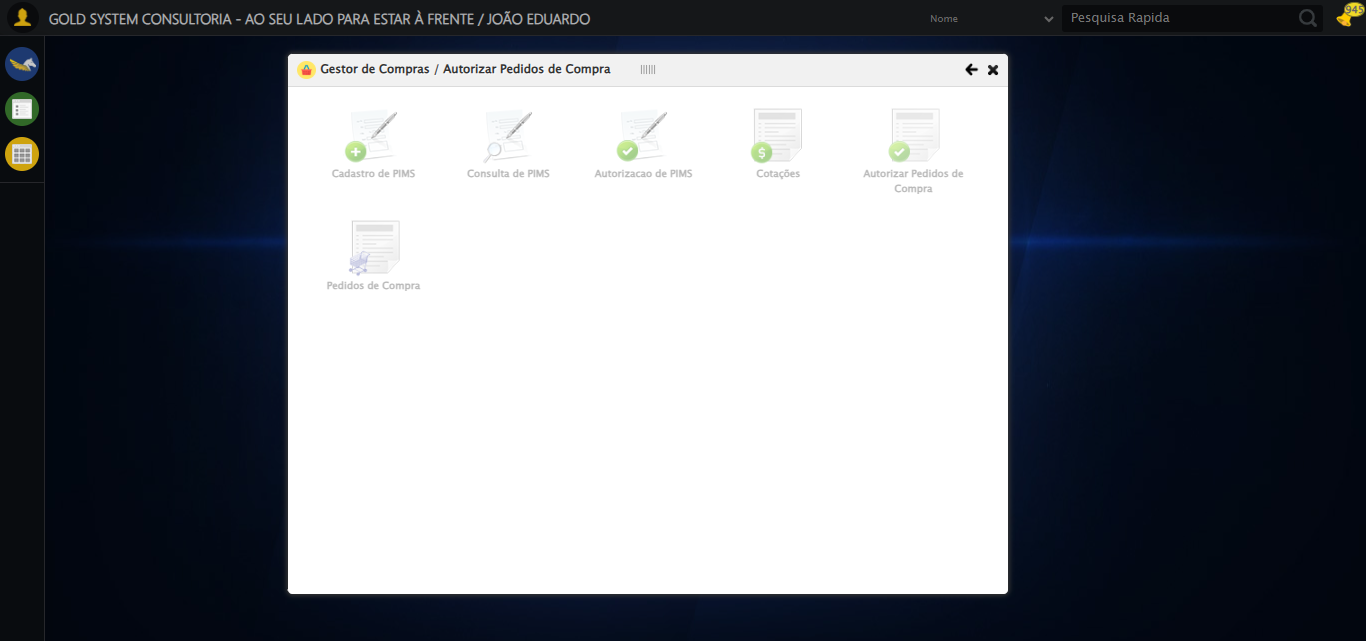 GOLD SYSTEM CONSULTORIA - AO SEU LADO PARA ESTAR À FRENTE / JOÃO EDUARDO
Nome
Pesquisa Rapida
945
Gestor de Compras / Autorizar Pedidos de Compra
Cadastro de PIMS
Consulta de PIMS
Autorizacao de PIMS
Cotações
Autorizar Pedidos de
Compra
Pedidos de Compra